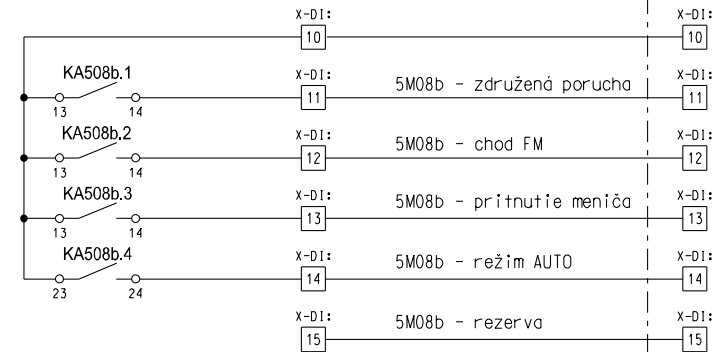 X-DI: X-DI:
10 10
KA508b.1 X-DI: 5M08b - združená porucha X-DI:
13 14 11 11
KA508b.2 X-DI: 5M08b - chod FM X-DI:
13 14 12 12
KA508b.3 X-DI: 5M08b - pritnutie meniča X-DI:
13 14 13 13
KA508b.4 X-DI: 5M08b - režim AUTO X-DI:
23 24 14 14
X-DI: 5M08b - rezerva X-DI:
15 15